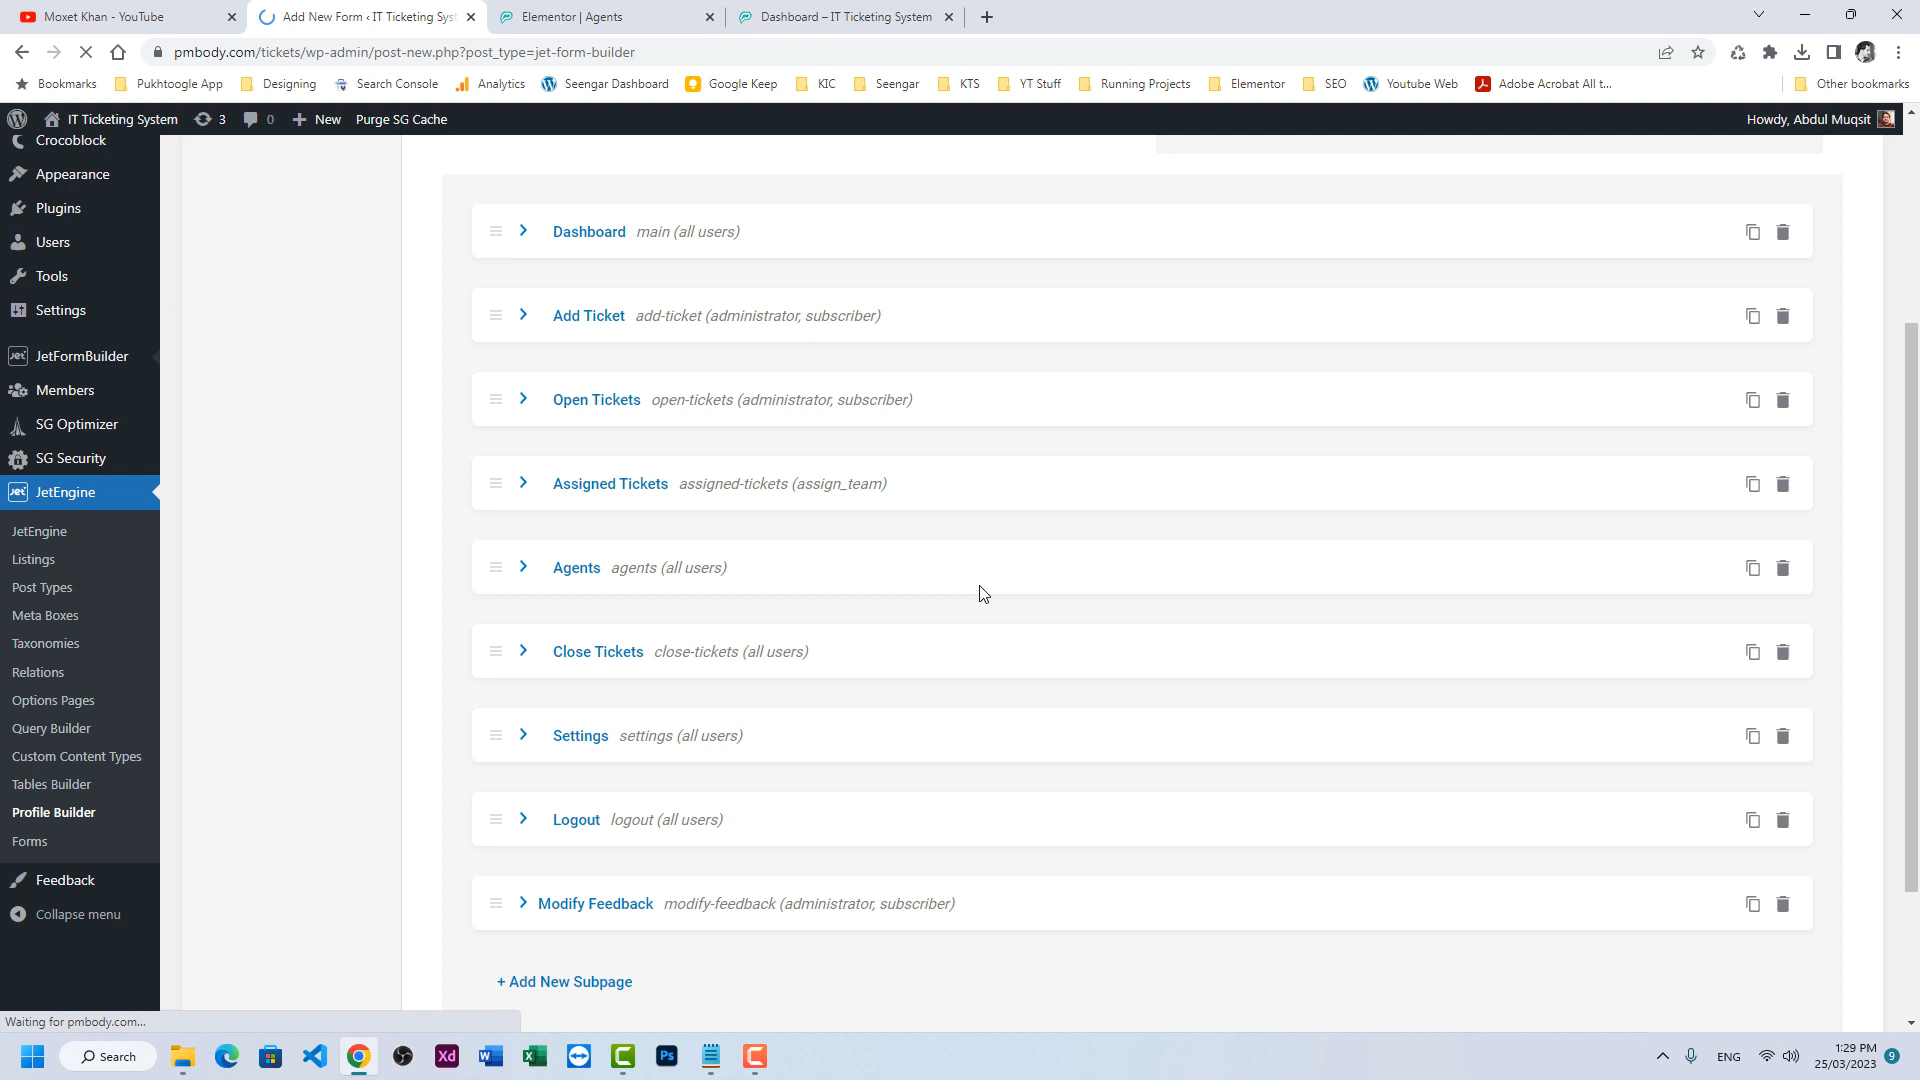 Moxet Khan - YouTube
Add New Form ‹ IT Ticketing Syst
Elementor | Agents
Dashboard – IT Ticketing System
pmbody.com/tickets/wp-admin/post-new.php?post_type=jet-form-builder
Bookmarks
Pukhtoogle App
Designing
Search Console
Analytics
Seengar Dashboard
Google Keep
KIC
Seengar
KTS
YT Stuff
Running Projects
Elementor
SEO
Youtube Web
Adobe Acrobat All t...
Other bookmarks
IT Ticketing System
3
0
New
Purge SG Cache
Howdy, Abdul Muqsit
Crocoblock
Appearance
Plugins
Users
Tools
Settings
JetFormBuilder
Members
SG Optimizer
SG Security
JetEngine
JetEngine
Listings
Post Types
Meta Boxes
Taxonomies
Relations
Options Pages
Query Builder
Custom Content Types
Tables Builder
Profile Builder
Forms
Feedback
Collapse menu
Dashboard main (all users)
Add Ticket add-ticket (administrator, subscriber)
Open Tickets open-tickets (administrator, subscriber)
Assigned Tickets assigned-tickets (assign_team)
Agents agents (all users)
Close Tickets close-tickets (all users)
Settings settings (all users)
Logout logout (all users)
Modify Feedback modify-feedback (administrator, subscriber)
+ Add New Subpage
Waiting for pmbody.com...
Search
ENG
1:29 PM
25/03/2023
9